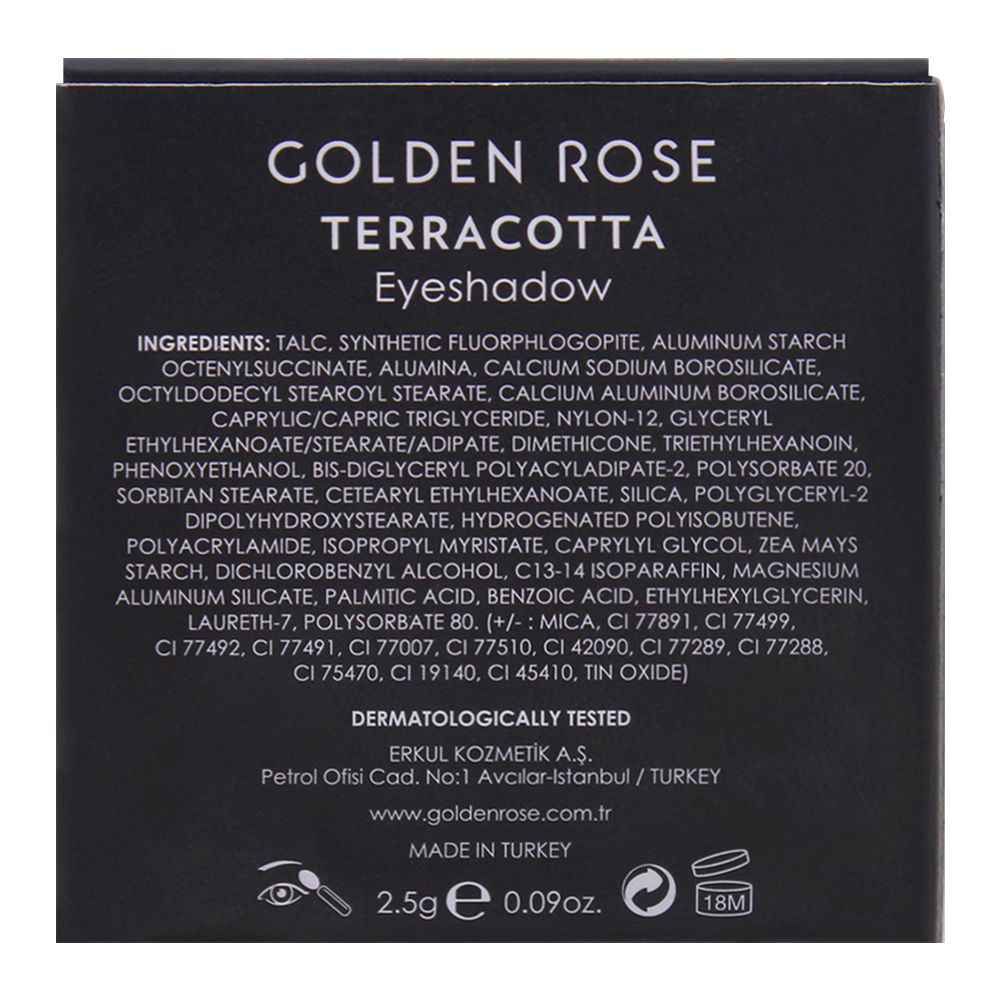 GOLDEN ROSE
TERRACOTTA
Eyeshadow
INGREDIENTS: TALC, SYNTHETIC FLUORPHLOGOPITE, ALUMINUM STARCH
OCTENYLSUCCINATE, ALUMINA, CALCIUM SODIUM BOROSILICATE,
OCTYLDODECYL STEAROYL STEARATE, CALCIUM ALUMINUM BOROSILICATE,
CAPRYLIC/CAPRIC TRIGLYCERIDE, NYLON-12, GLYCERYL
ETHYLHEXANOATE/STEARATE/ADIPATE, DIMETHICONE, TRIETHYLHEXANOIN,
PHENOXYETHANOL, BIS-DIGLYCERYL POLYACYLADIPATE-2, POLYSORBATE 20,
SORBITAN STEARATE, CETEARYL ETHYLHEXANOATE, SILICA, POLYGLYCERYL-2
DIPOLYHYDROXYSTEARATE, HYDROGENATED POLYISOBUTENE,
POLYACRYLAMIDE, ISOPROPYL MYRISTATE, CAPRYLYL GLYCOL, ZEA MAYS
STARCH, DICHLOROBENZYL ALCOHOL, C13-14 ISOPARAFFIN, MAGNESIUM
ALUMINUM SILICATE, PALMITIC ACID, BENZOIC ACID, ETHYLHEXYLGLYCERIN,
LAURETH-7, POLYSORBATE 80. (+/- : MICA, CI 77891, CI 77499,
CI 77492, CI 77491, CI 77007, CI 77510, CI 42090, CI 77289, CI 77288,
CI 75470, CI 19140, CI 45410, TIN OXIDE)
DERMATOLOGICALLY TESTED
ERKUL KOZMETİK A.Ş.
Petrol Ofisi Cad. No:1 Avcılar-Istanbul / TURKEY
www.goldenrose.com.tr
MADE IN TURKEY
2.5g e 0.09oz. 18M